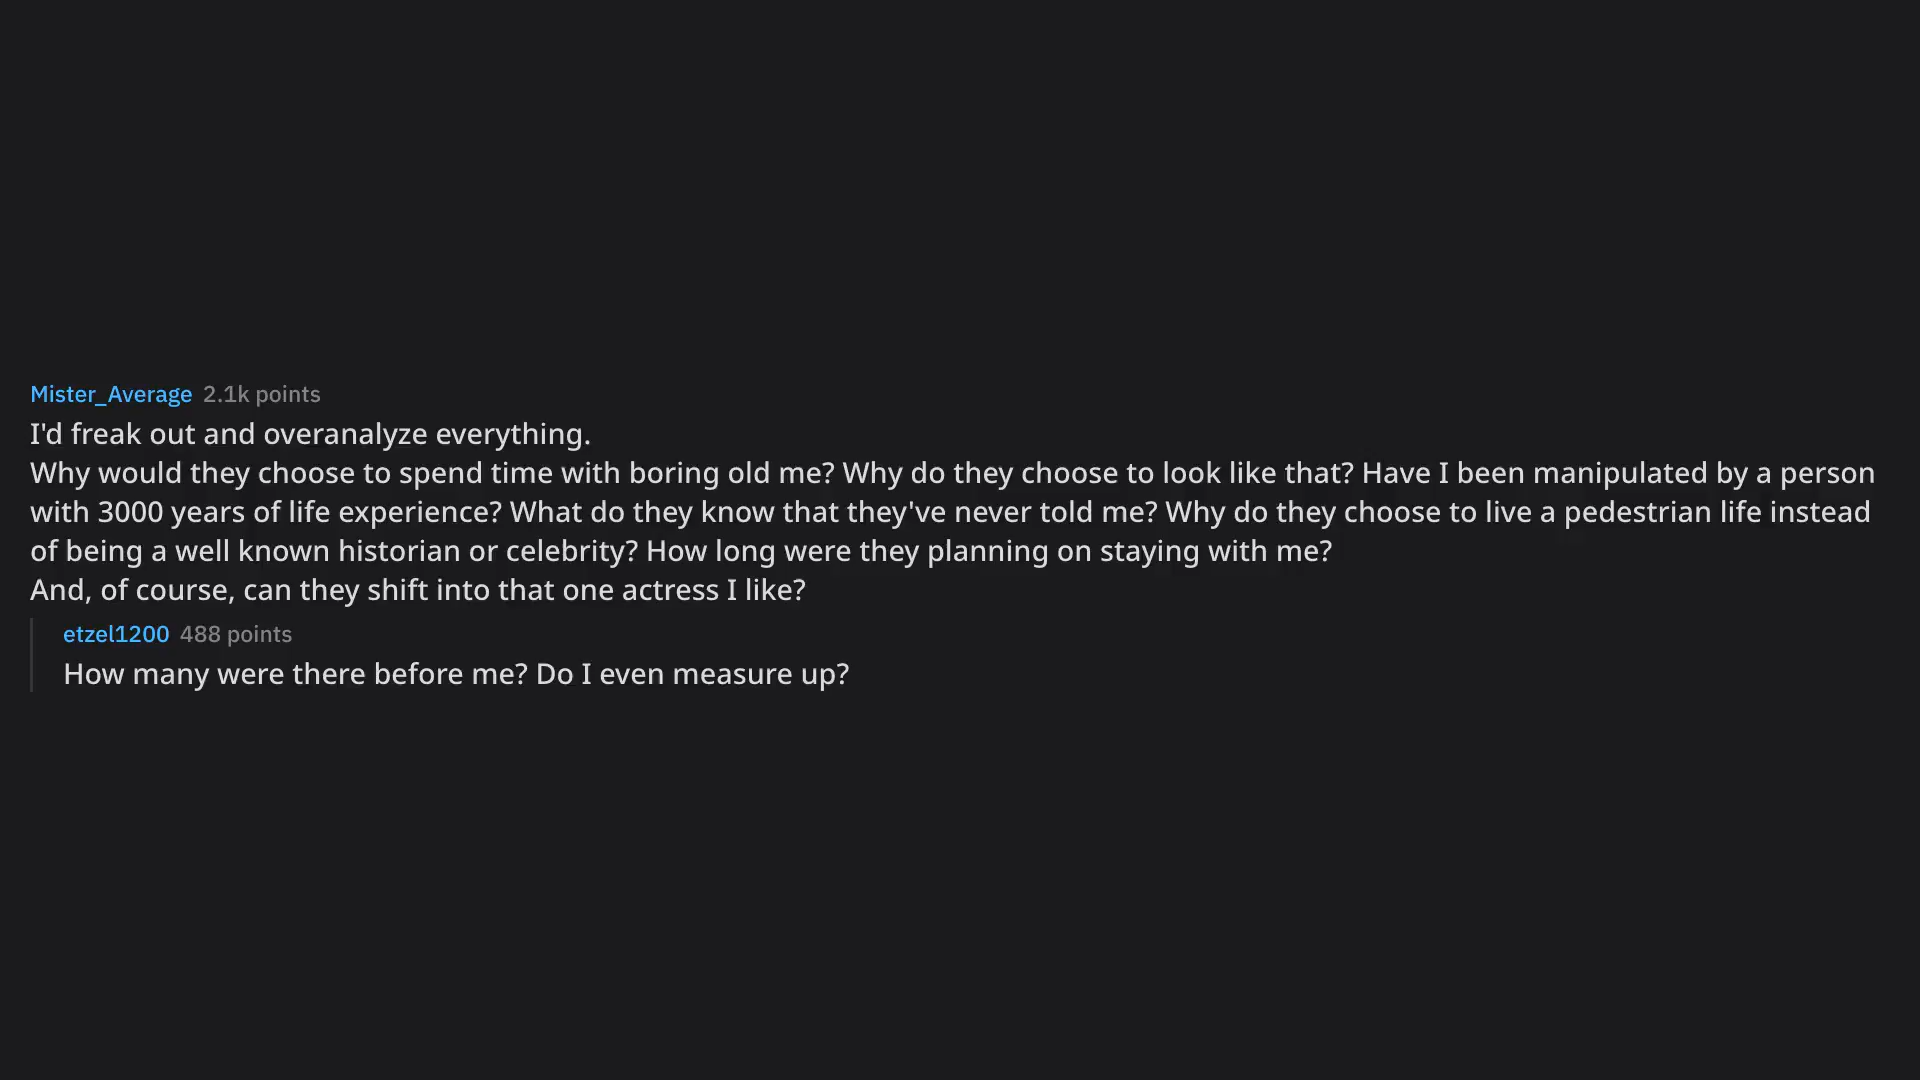 Mister_Average 2.1k points
I'd freak out and overanalyze everything.
Why would they choose to spend time with boring old me? Why do they choose to look like that? Have I been manipulated by a person
with 3000 years of life experience? What do they know that they've never told me? Why do they choose to live a pedestrian life instead
of being a well known historian or celebrity? How long were they planning on staying with me?
And, of course, can they shift into that one actress I like?
etzel1200 488 points
How many were there before me? Do I even measure up?